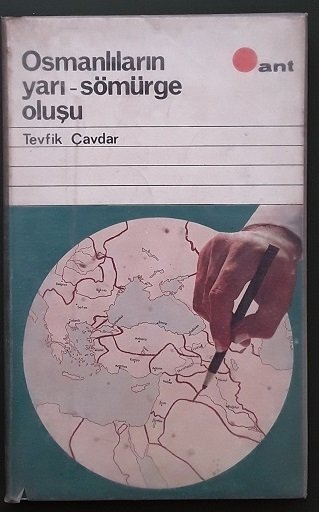 Osmanlıların
yarı-sömürge
oluşu
ant
Tevfik Çavdar